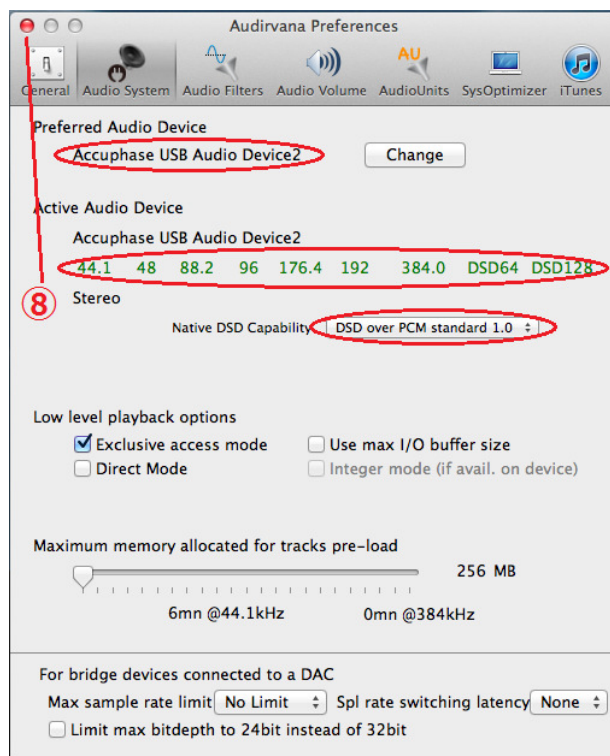 Audirvana Preferences
General Audio System Audio Filters Audio Volume AU AudioUnits SysOptimizer iTunes
Preferred Audio Device
Accuphase USB Audio Device2 Change
Active Audio Device
Accuphase USB Audio Device2
44.1 48 88.2 96 176.4 192 384.0 DSD64 DSD128
⑧ Stereo
Native DSD Capability DSD over PCM standard 1.0
Low level playback options
Exclusive access mode Use max I/O buffer size
Direct Mode Integer mode (if avail. on device)
Maximum memory allocated for tracks pre-load
256 MB
6mn @44.1kHz 0mn @384kHz
For bridge devices connected to a DAC
Max sample rate limit No Limit Spl rate switching latency None
Limit max bitdepth to 24bit instead of 32bit